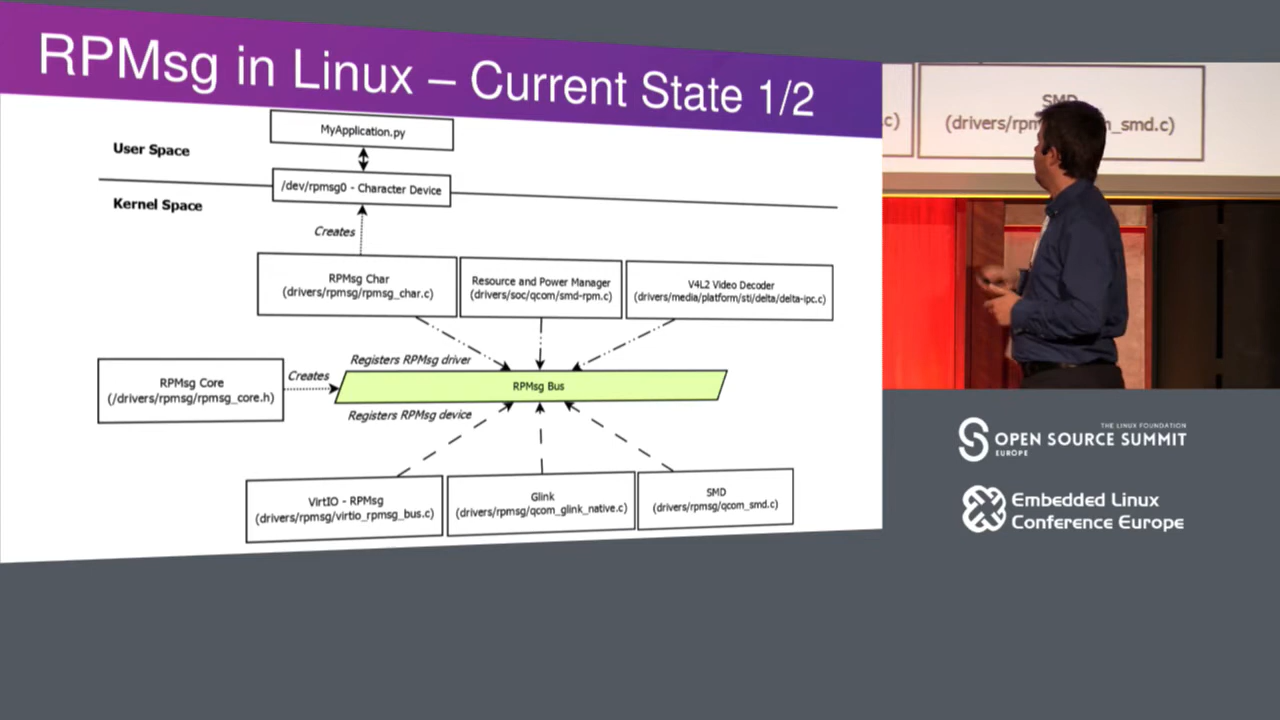 RPMsg in Linux – Current State 1/2
MyApplication.py
User Space
/dev/rpmsg0 - Character Device
Kernel Space
Creates
RPMsg Char
(drivers/rpmsg/rpmsg_char.c)
Resource and Power Manager
(drivers/soc/qcom/smd-rpm.c)
V4L2 Video Decoder
(drivers/media/platform/sti/delta/delta-ipc.c)
Registers RPMsg driver
RPMsg Core
(/drivers/rpmsg/rpmsg_core.h)
Creates
RPMsg Bus
Registers RPMsg device
VirtIO - RPMsg
(drivers/rpmsg/virtio_rpmsg_bus.c)
Glink
(drivers/rpmsg/qcom_glink_native.c)
SMD
(drivers/rpmsg/qcom_smd.c)
.c)
SMD
(drivers/rpm
m_smd.c)
THE LINUX FOUNDATION
OPEN SOURCE SUMMIT
EUROPE
Embedded Linux
Conference Europe